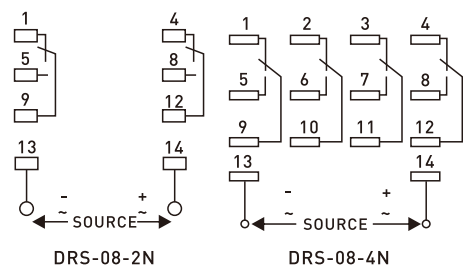 1 4 1 2 3 4
5 8 5 6 7 8
9 12 9 10 11 12
13 14 13 14
- + - +
~ SOURCE ~ ~ SOURCE ~
DRS-08-2N DRS-08-4N